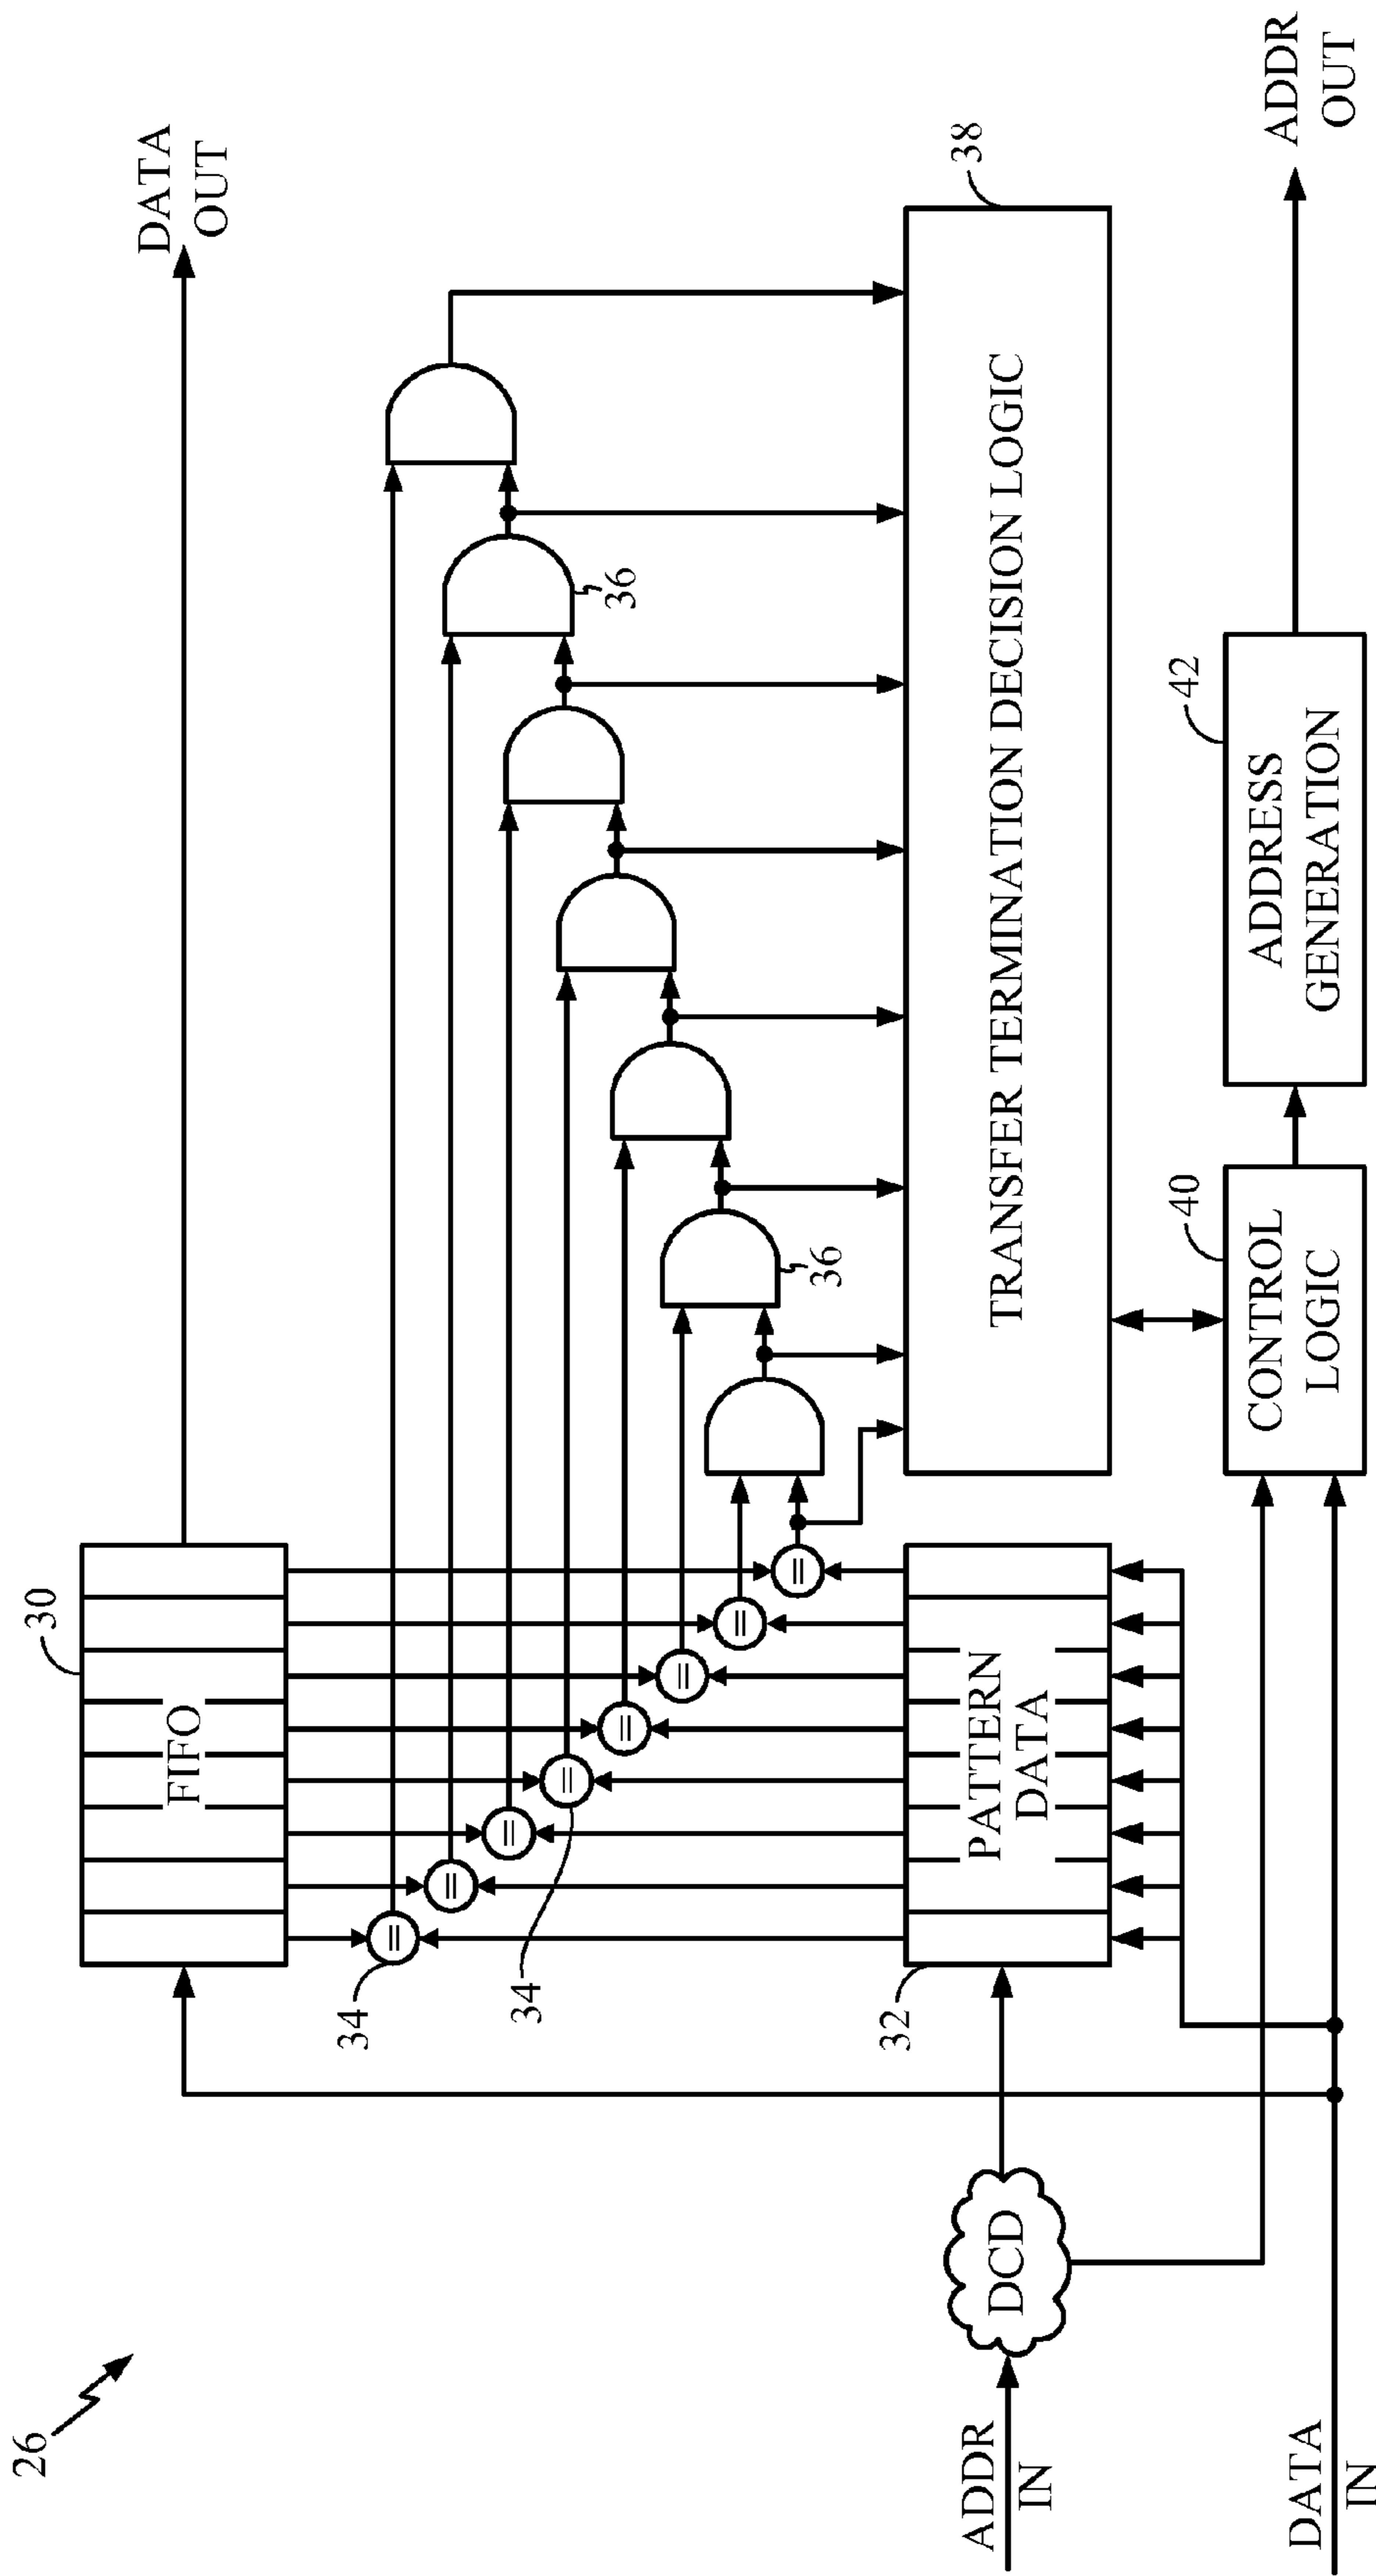 26
30
FIFO
DATA
OUT
34
34
36
36
32
PATTERN
DATA
38
TRANSFER TERMINATION DECISION LOGIC
ADDR
IN
DCD
40
CONTROL
LOGIC
42
ADDRESS
GENERATION
ADDR
OUT
DATA
IN